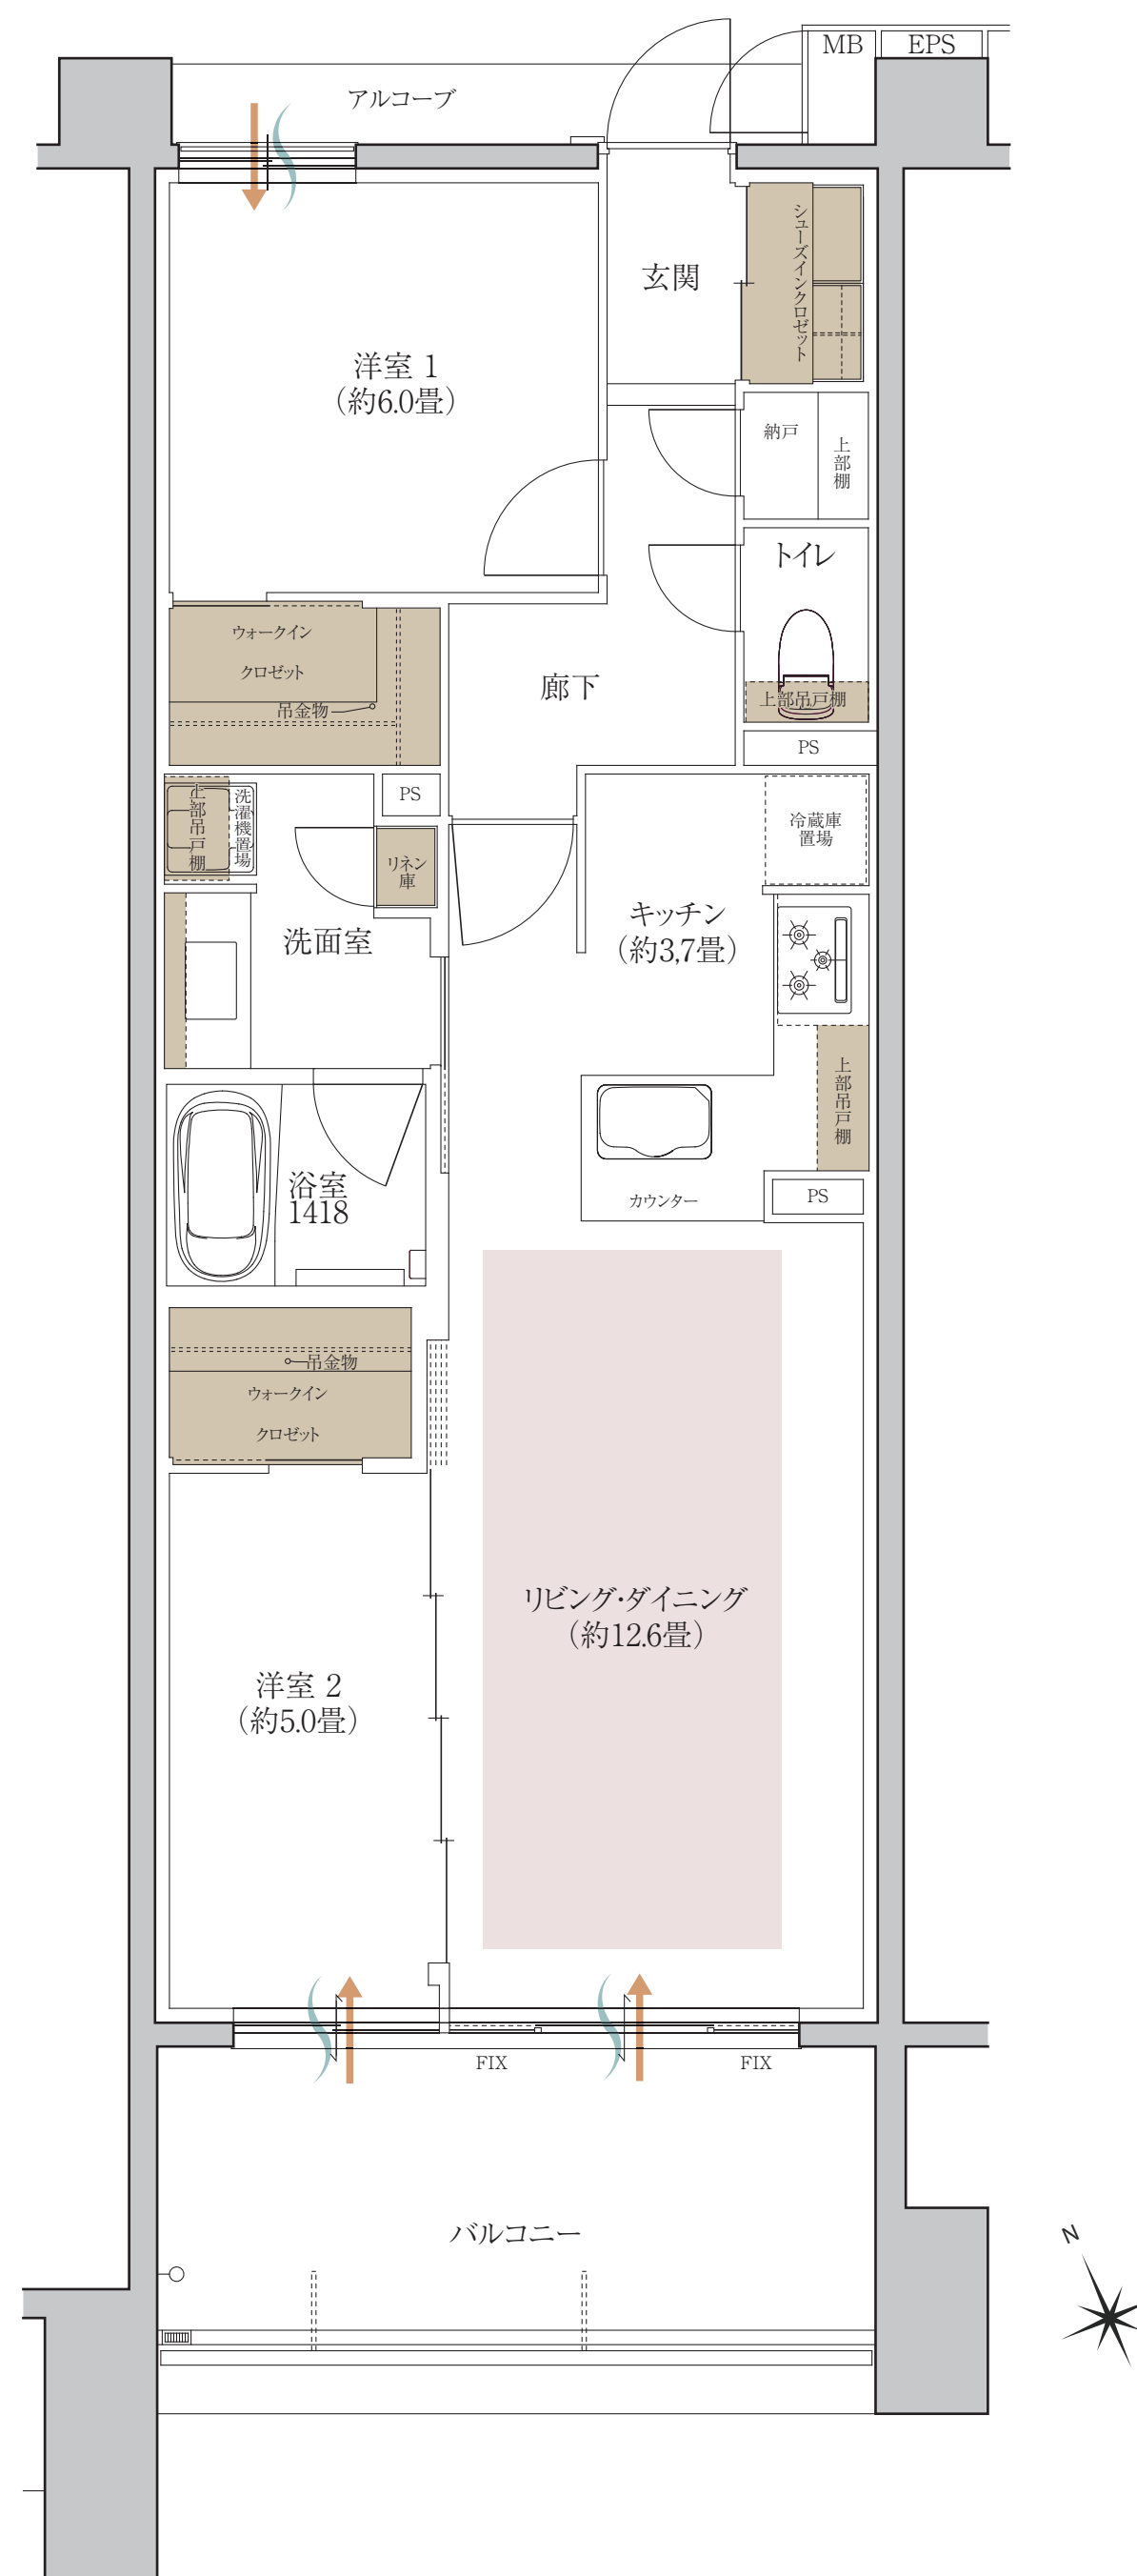 MB
EPS
アルコーブ
シューズインクロゼット
玄関
洋室 1
(約6.0畳)
納戸
上部棚
トイレ
ウォークイン
クロゼット
吊金物
廊下
上部吊戸棚
PS
PS
上部吊戸棚
洗濯機置場
冷蔵庫
置場
リネン
庫
洗面室
キッチン
(約3,7畳)
上部吊戸棚
浴室
1418
カウンター
PS
吊金物
ウォークイン
クロゼット
リビング・ダイニング
(約12.6畳)
洋室 2
(約5.0畳)
FIX
FIX
バルコニー
N